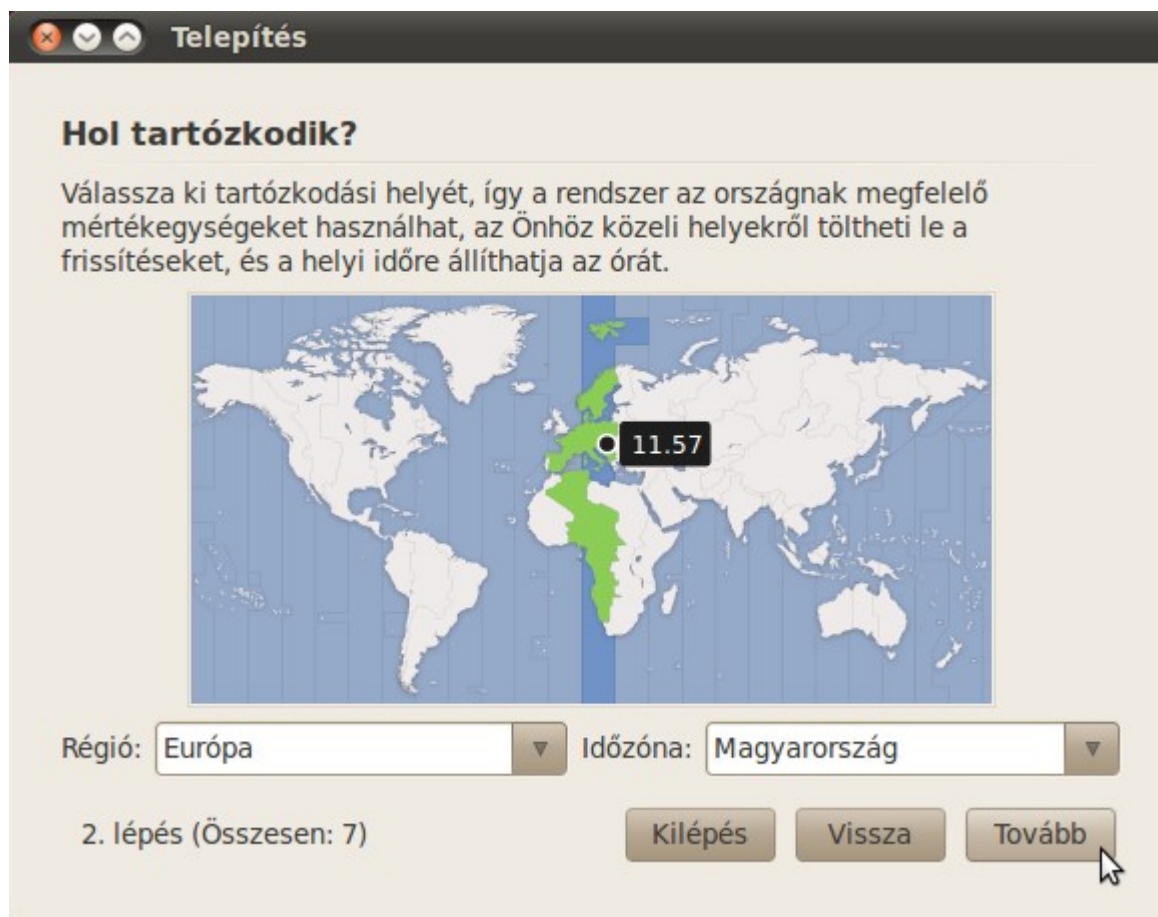 Telepítés
Hol tartózkodik?
Válassza ki tartózkodási helyét, így a rendszer az országnak megfelelő
mértékegységeket használhat, az Önhöz közeli helyekről töltheti le a
frissítéseket, és a helyi időre állíthatja az órát.
11.57
Régió: Európa Időzóna: Magyarország
2. lépés (Összesen: 7) Kilépés Vissza Tovább